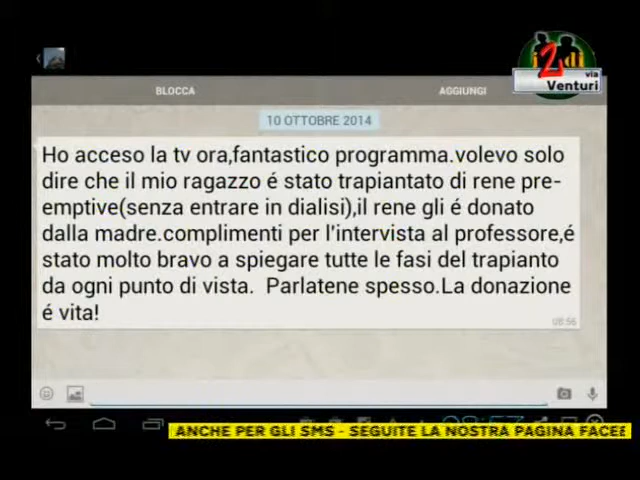 2
via
Venturi
BLOCCA
AGGIUNGI
10 OTTOBRE 2014
Ho acceso la tv ora,fantastico programma.volevo solo
dire che il mio ragazzo é stato trapiantato di rene pre-
emptive(senza entrare in dialisi),il rene gli é donato
dalla madre.complimenti per l'intervista al professore,é
stato molto bravo a spiegare tutte le fasi del trapianto
da ogni punto di vista. Parlatene spesso.La donazione
é vita!
08:56
ANCHE PER GLI SMS - SEGUITE LA NOSTRA PAGINA FACEB